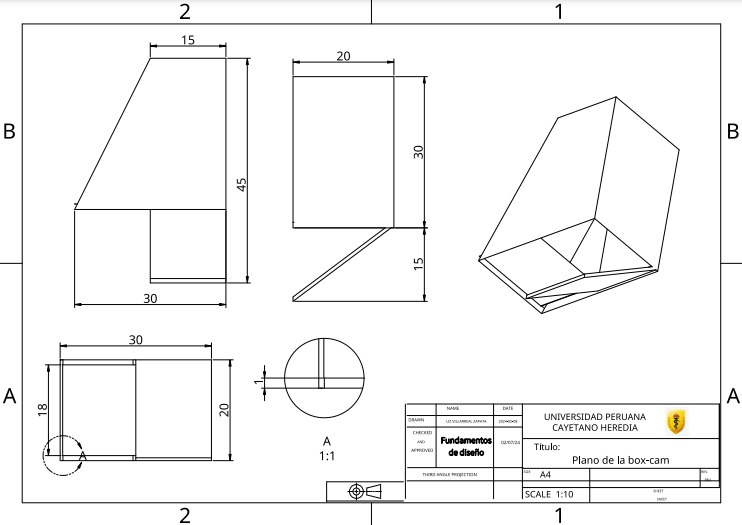 2
1
B
B
A
A
15
45
30
20
30
15
30
18
20
A
1
A
1:1
NAME
DATE
DRAWN
LIZ VILLARREAL ZAPATA
CHECKED
AND
APPROVED
Fundamentos
de diseño
02/07/24
THIRD ANGLE PROJECTION
UNIVERSIDAD PERUANA
CAYETANO HEREDIA
Título:
Plano de la box-cam
SIZE
A4
REV.
SCALE 1:10
SHEET
2
1